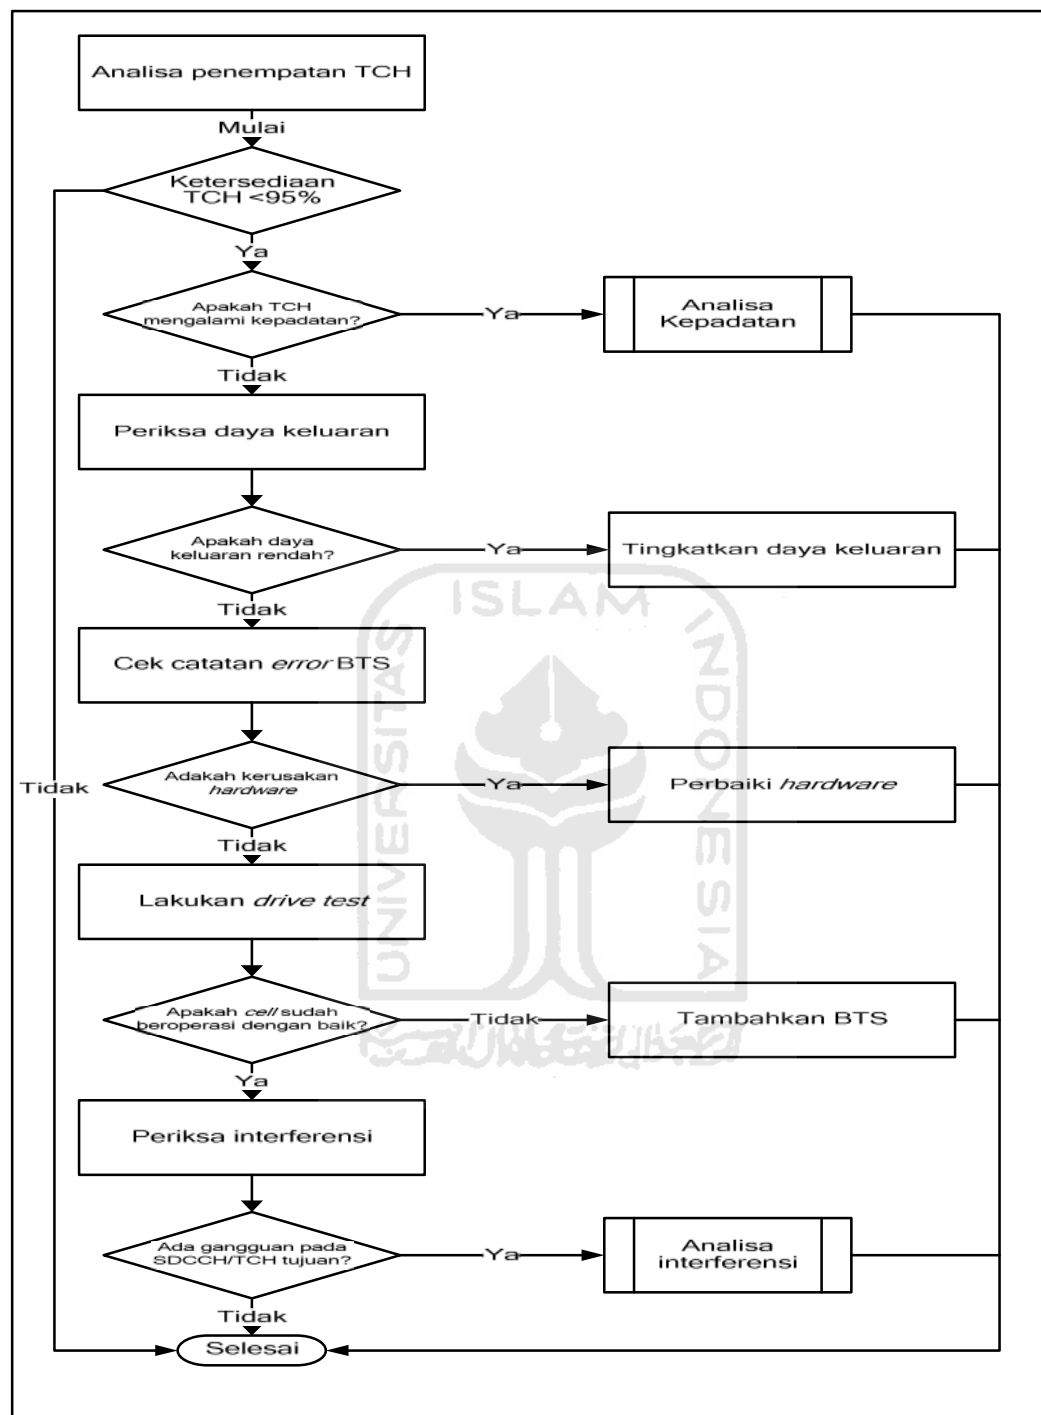 Analisa penempatan TCH
Mulai
Ketersediaan
TCH <95%
Ya
Apakah TCH
mengalami kepadatan?
Ya
Analisa
Kepadatan
Tidak
Periksa daya keluaran
Apakah daya
keluaran rendah?
Ya
Tingkatkan daya keluaran
Tidak
Cek catatan error BTS
Adakah kerusakan
hardware
Ya
Perbaiki hardware
Tidak
Tidak
Lakukan drive test
Apakah cell sudah
beroperasi dengan baik?
Tidak
Tambahkan BTS
Ya
Periksa interferensi
Ada gangguan pada
SDCCH/TCH tujuan?
Ya
Analisa
interferensi
Tidak
Selesai
UNIVERSITAS
ISLAM
INDONESIA